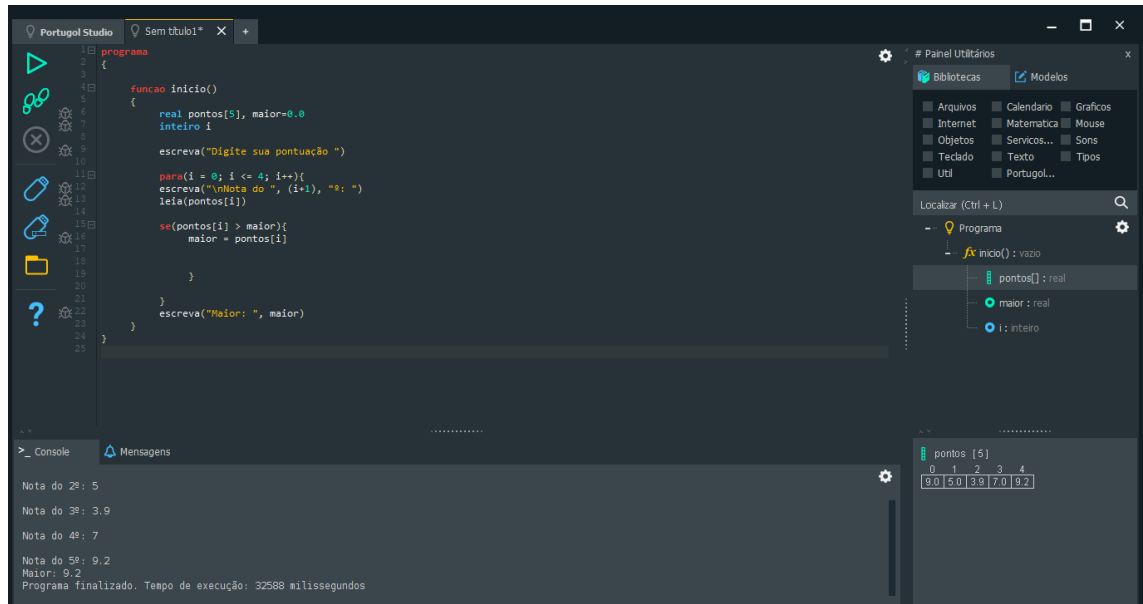 Portugol Studio
Sem título1*
+
1 programa
2 {
3
4 funcao inicio()
5 {
6 real pontos[5], maior=0.0
7 inteiro i
8
9 escreva("Digite sua pontuação ")
10
11 para(i = 0; i <= 4; i++){
12 escreva("\nNota do ", (i+1), "º: ")
13 leia(pontos[i])
14
15 se(pontos[i] > maior){
16 maior = pontos[i]
17
18
19 }
20
21 }
22 escreva("Maior: ", maior)
23 }
24 }
25
# Painel Utilitários x
Bibliotecas Modelos
Arquivos Calendario Graficos
Internet Matematica Mouse
Objetos Servicos... Sons
Teclado Texto Tipos
Util Portugol...
Localizar (Ctrl + L)
Programa
fx inicio() : vazio
pontos[] : real
maior : real
i : inteiro
>_ Console Mensagens
Nota do 2º: 5
Nota do 3º: 3.9
Nota do 4º: 7
Nota do 5º: 9.2
Maior: 9.2
Programa finalizado. Tempo de execução: 32588 milissegundos
pontos [5]
0 1 2 3 4
9.0 5.0 3.9 7.0 9.2